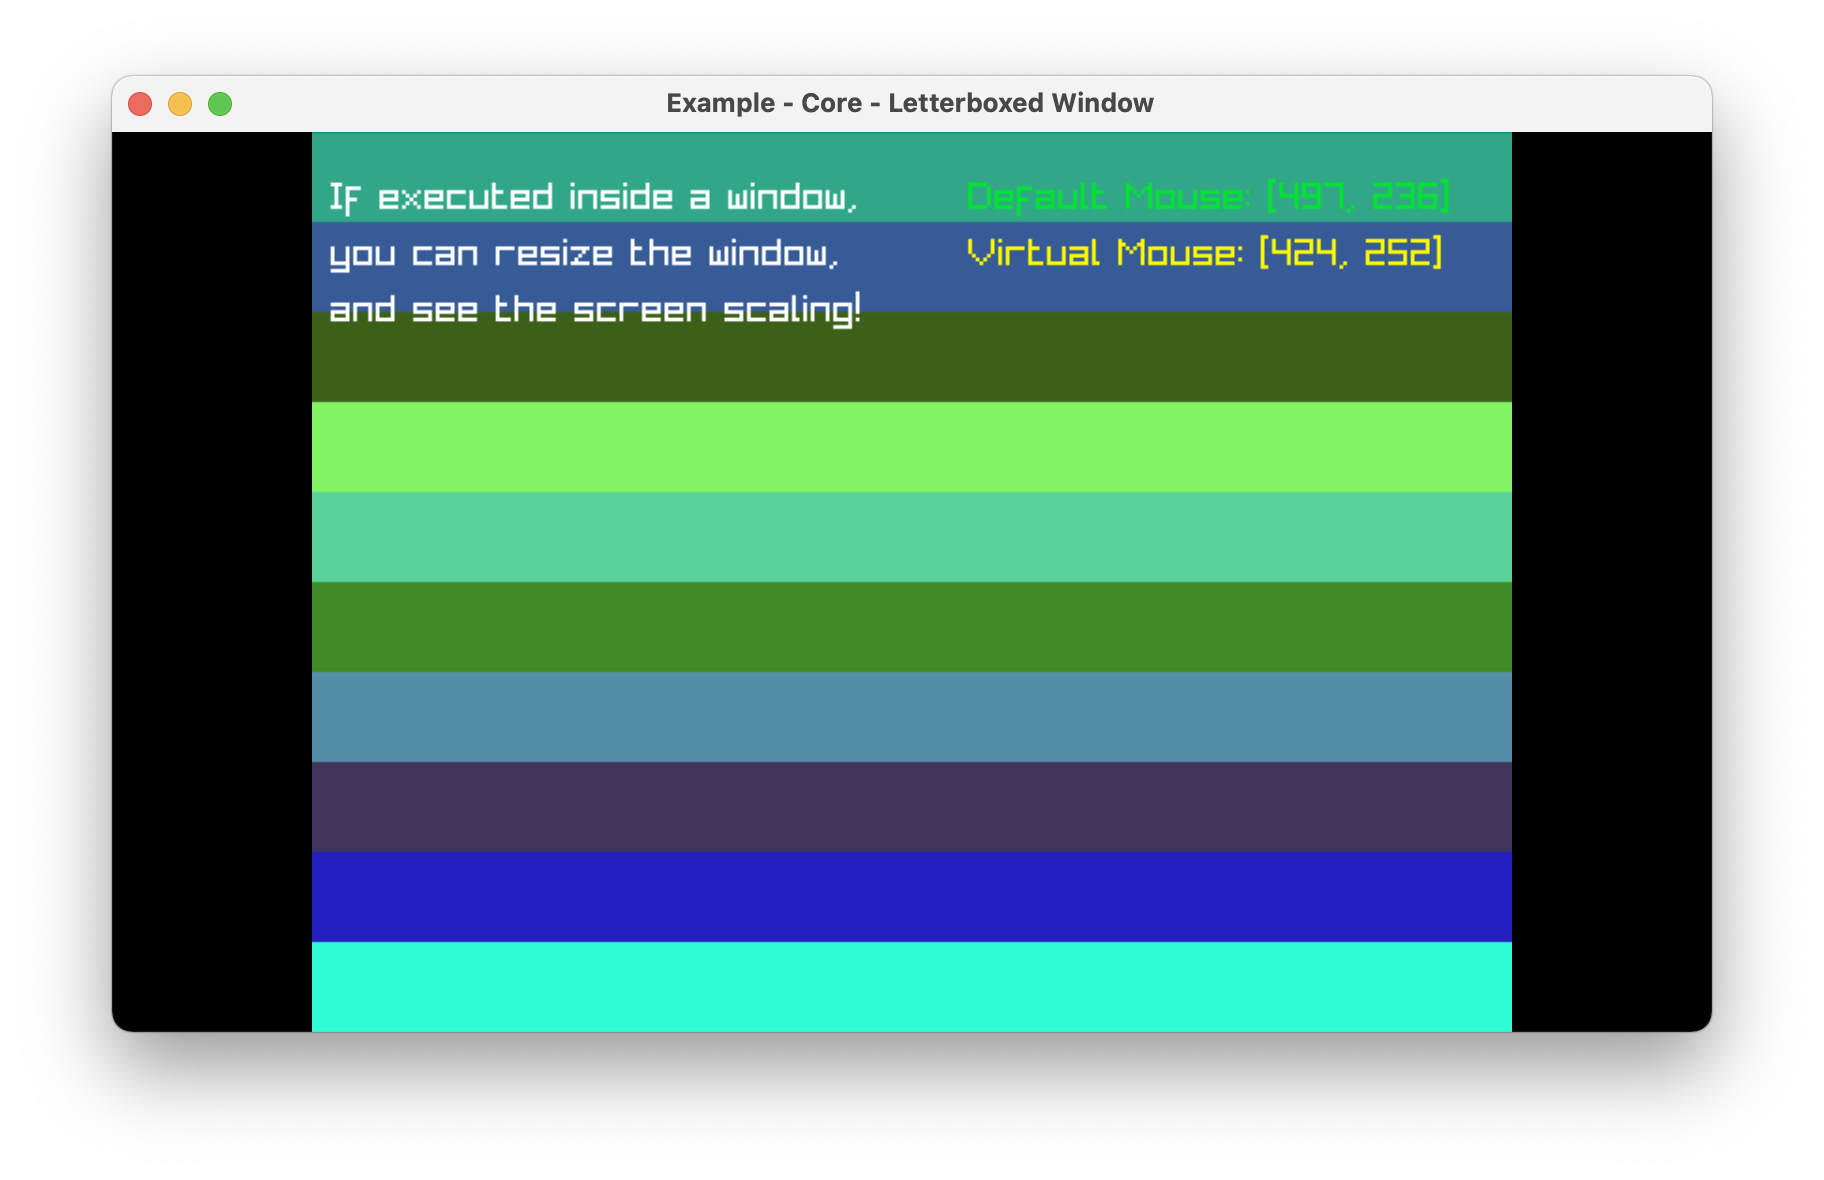 Example - Core - Letterboxed Window
If executed inside a window,
you can resize the window,
and see the screen scaling!
Default Mouse: [497, 236]
Virtual Mouse: [424, 252]